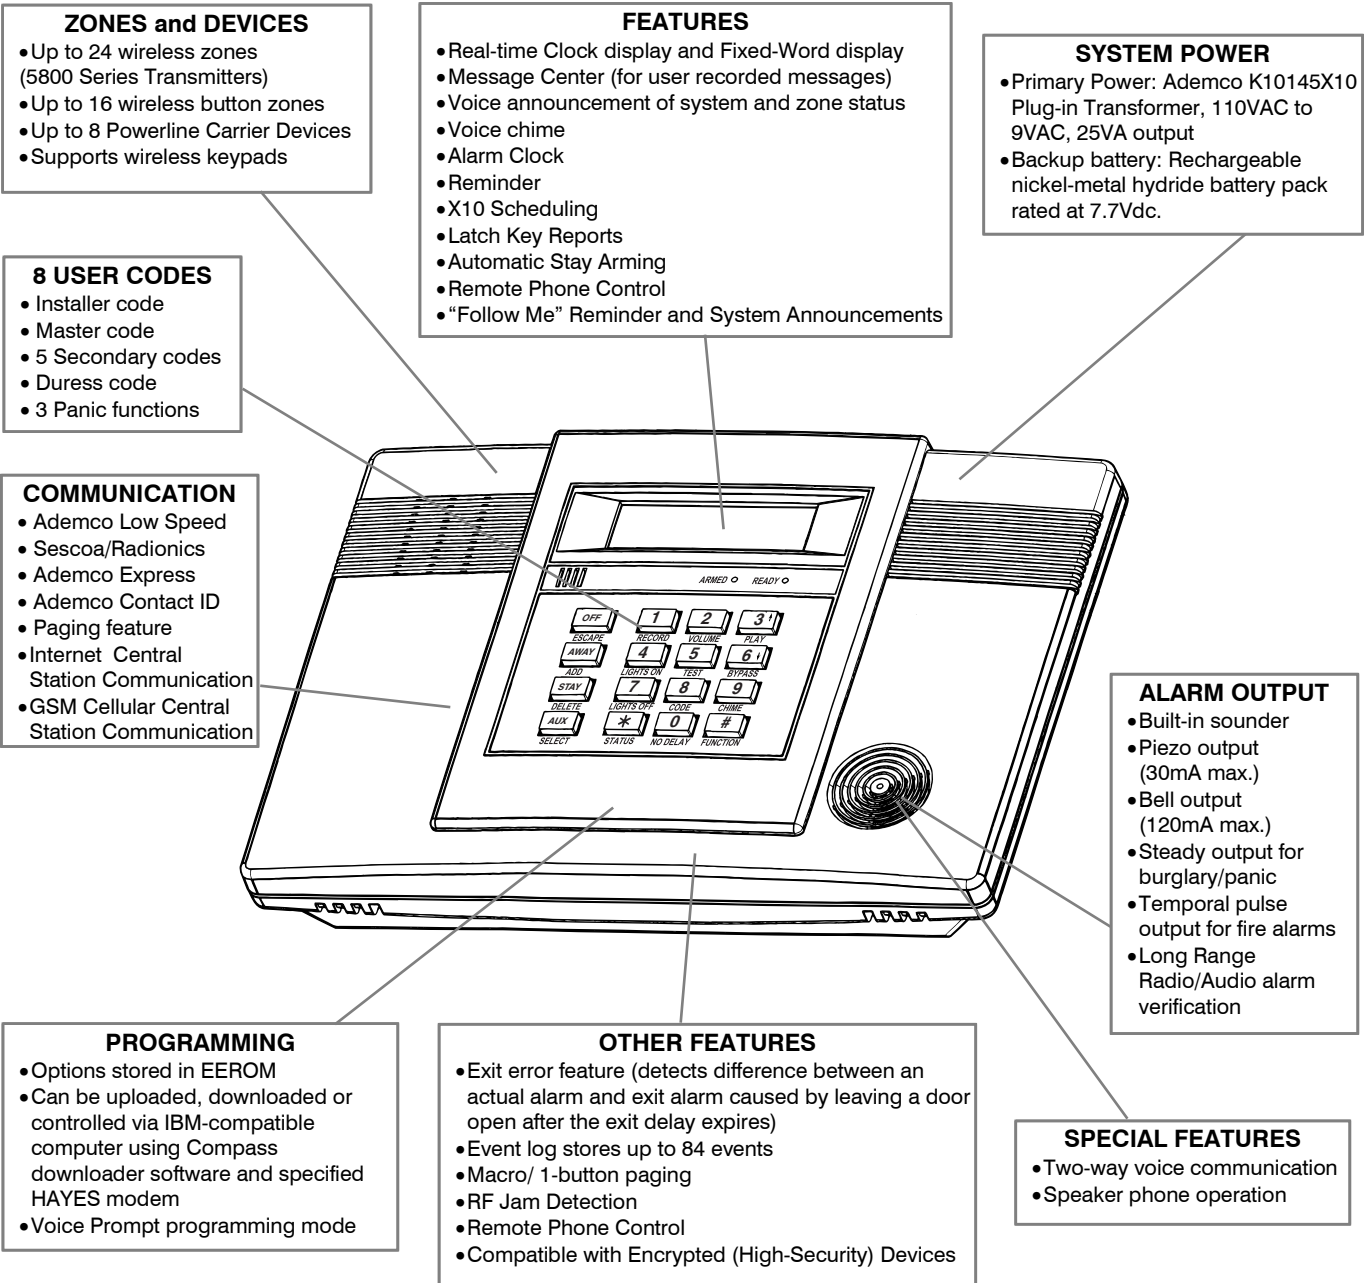 ZONES and DEVICES
•Up to 24 wireless zones
(5800 Series Transmitters)
•Up to 16 wireless button zones
•Up to 8 Powerline Carrier Devices
•Supports wireless keypads
FEATURES
•Real-time Clock display and Fixed-Word display
•Message Center (for user recorded messages)
•Voice announcement of system and zone status
•Voice chime
•Alarm Clock
•Reminder
•X10 Scheduling
•Latch Key Reports
•Automatic Stay Arming
•Remote Phone Control
•“Follow Me” Reminder and System Announcements
SYSTEM POWER
•Primary Power: Ademco K10145X10
Plug-in Transformer, 110VAC to
9VAC, 25VA output
•Backup battery: Rechargeable
nickel-metal hydride battery pack
rated at 7.7Vdc.
8 USER CODES
• Installer code
• Master code
• 5 Secondary codes
• Duress code
• 3 Panic functions
COMMUNICATION
• Ademco Low Speed
• Sescoa/Radionics
• Ademco Express
• Ademco Contact ID
• Paging feature
•Internet Central
Station Communication
•GSM Cellular Central
Station Communication
ARMED READY
OFF 1 2 3
ESCAPE RECORD VOLUME PLAY
AWAY 4 5 6
ADD LIGHTS ON TEST BYPASS
STAY 7 8 9
DELETE LIGHTS OFF CODE CHIME
AUX * 0 #
SELECT STATUS NO DELAY FUNCTION
ALARM OUTPUT
•Built-in sounder
•Piezo output
(30mA max.)
•Bell output
(120mA max.)
•Steady output for
burglary/panic
•Temporal pulse
output for fire alarms
•Long Range
Radio/Audio alarm
verification
PROGRAMMING
•Options stored in EEROM
•Can be uploaded, downloaded or
controlled via IBM-compatible
computer using Compass
downloader software and specified
HAYES modem
•Voice Prompt programming mode
OTHER FEATURES
•Exit error feature (detects difference between an
actual alarm and exit alarm caused by leaving a door
open after the exit delay expires)
•Event log stores up to 84 events
•Macro/ 1-button paging
•RF Jam Detection
•Remote Phone Control
•Compatible with Encrypted (High-Security) Devices
SPECIAL FEATURES
•Two-way voice communication
•Speaker phone operation